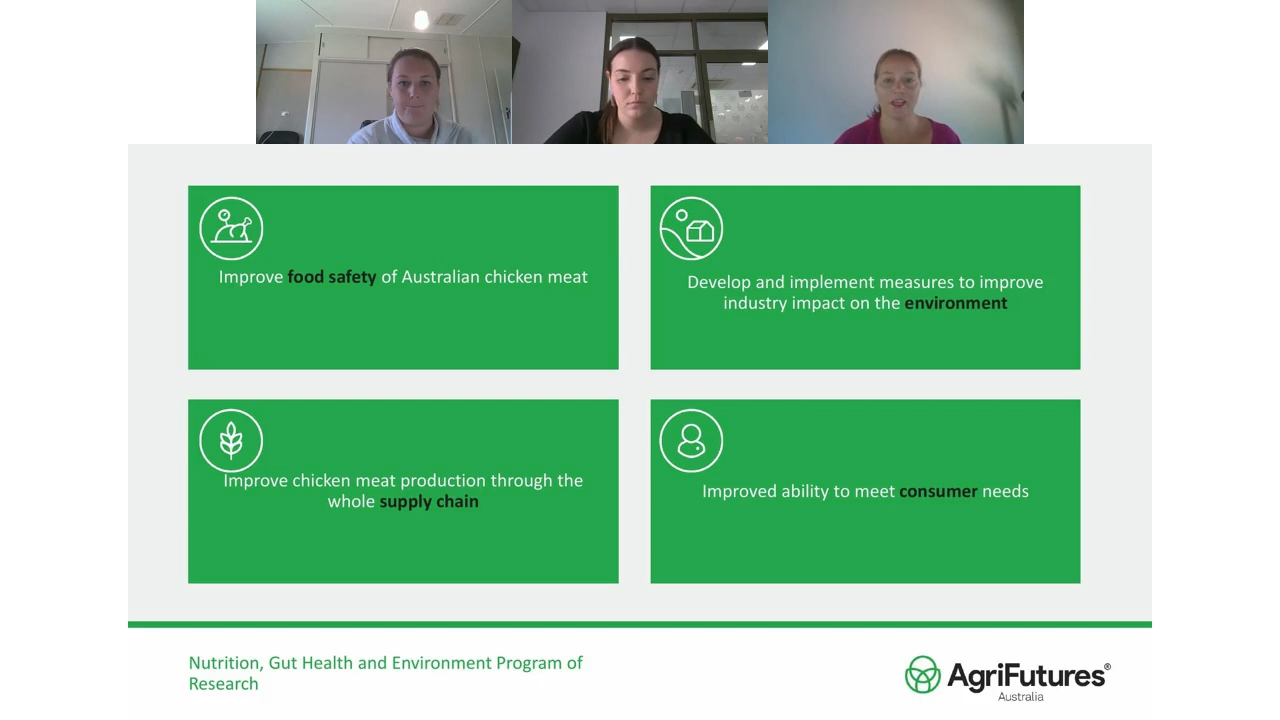 Improve food safety of Australian chicken meat
Develop and implement measures to improve
industry impact on the environment
Improve chicken meat production through the
whole supply chain
Improved ability to meet consumer needs
Nutrition, Gut Health and Environment Program of
Research
AgriFutures®
Australia